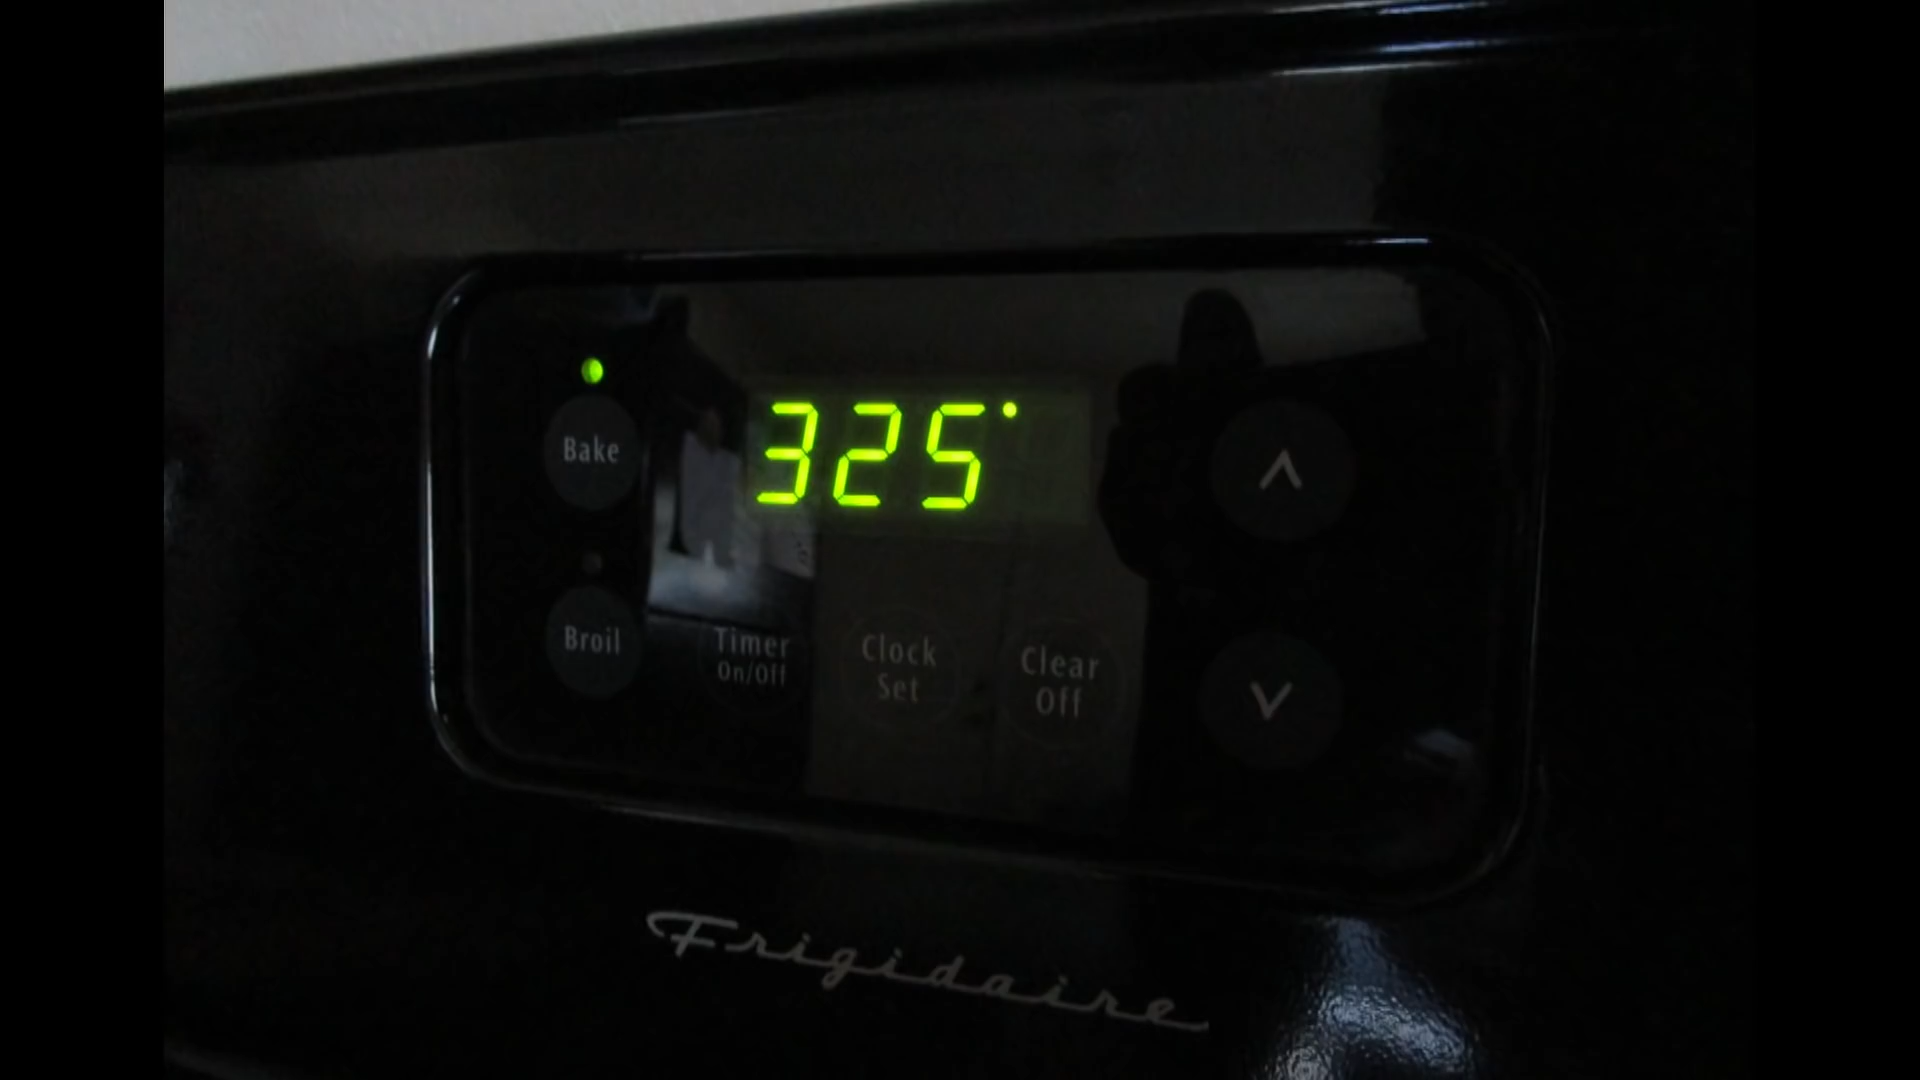 325°
Bake
Broil
Timer
On/Off
Clock
Set
Clear
Off
Frigidaire